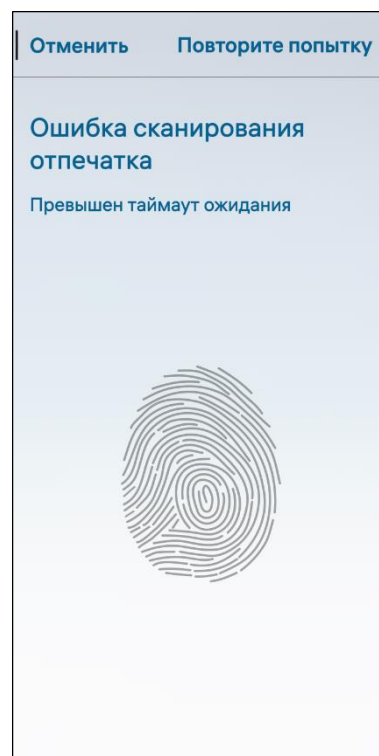 Отменить Повторите попытку
Ошибка сканирования
отпечатка
Превышен таймаут ожидания